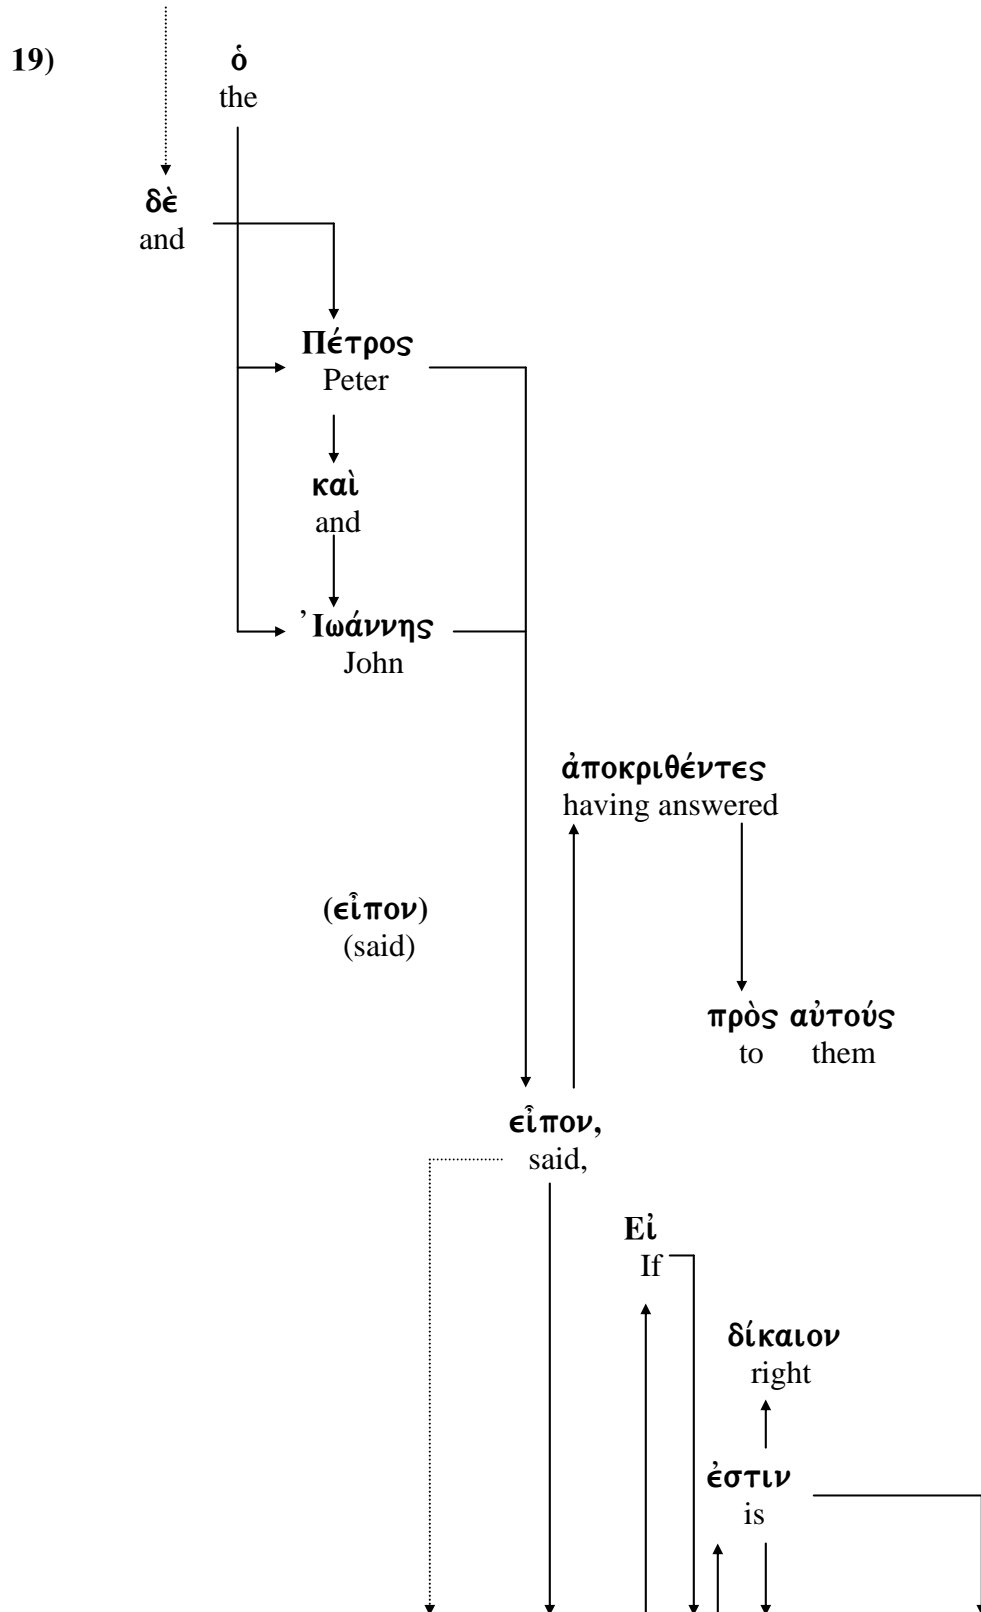 19)
ὁ
the
δὲ
and
Πέτρος
Peter
καὶ
and
Ἰωάννης
John
ἀποκριθέντες
having answered
(εἶπον)
(said)
πρὸς αὐτούς
to them
εἶπον,
said,
Εἰ
If
δίκαιον
right
ἐστιν
is